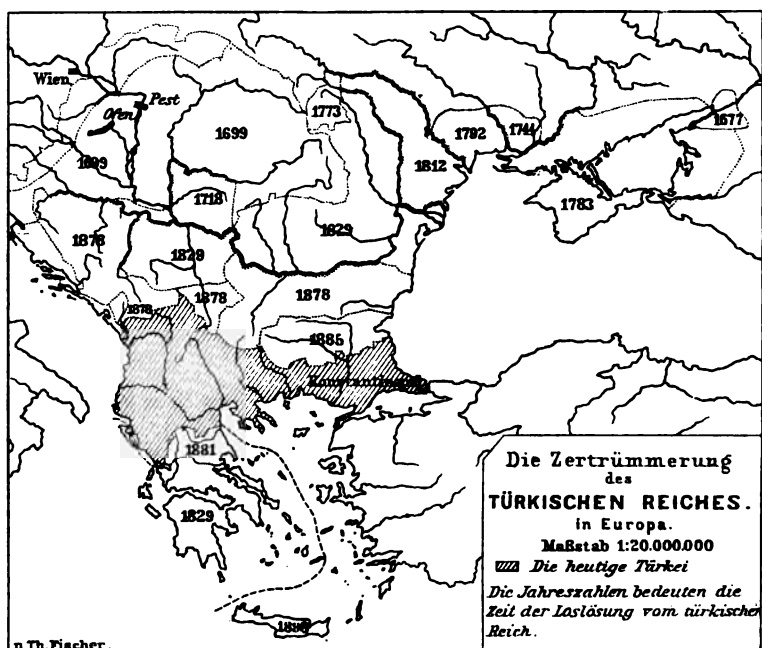 Wien
Pest
Ofen
1699
1699
1773
1792
1744
1677
1812
1783
1718
1829
1878
1829
1878
1878
1878
1885
Konstantinopel
1881
1829
Die Zertrümmerung
des
TÜRKISCHEN REICHES.
in Europa.
Maßstab 1:20.000.000
Die heutige Türkei
Die Jahreszahlen bedeuten die
Zeit der Loslösung vom türkischen
Reich.
n. Th. Fischer.